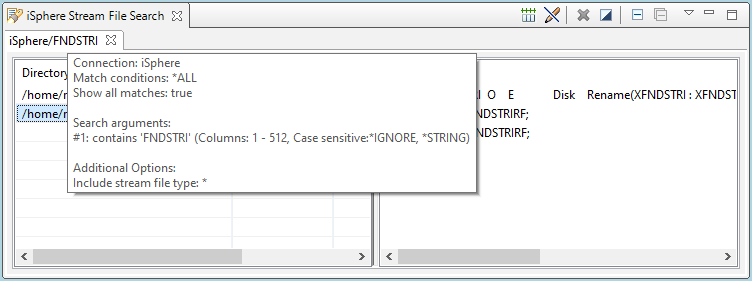 iSphere Stream File Search
iSphere/FNDSTRI
Directory
Connection: iSphere
Match conditions: *ALL
Show all matches: true
Search arguments:
#1: contains 'FNDSTRI' (Columns: 1 - 512, Case sensitive:*IGNORE, *STRING)
Additional Options:
Include stream file type: *
/home/r
/home/r
O E Disk Rename(XFNDSTRI : XFNDST
NDSTRIRF;
NDSTRIRF;